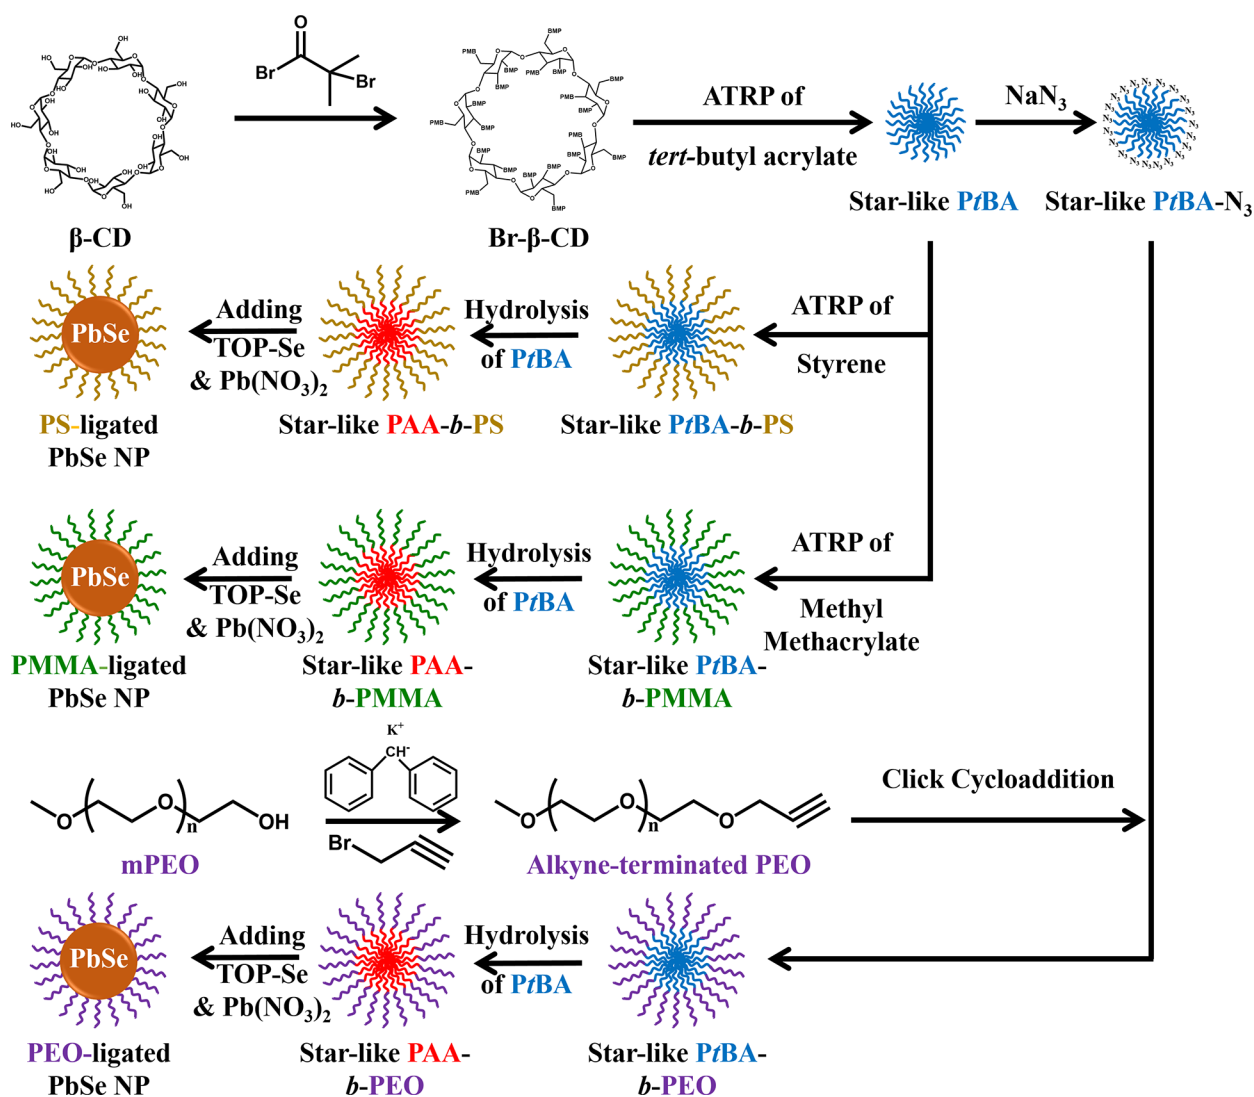 β-CD
Br
O
Br
Br-β-CD
ATRP of
tert-butyl acrylate
Star-like PtBA
NaN3
Star-like PtBA-N3
PbSe
PS-ligated
PbSe NP
Adding
TOP-Se
& Pb(NO3)2
Star-like PAA-b-PS
Hydrolysis
of PtBA
Star-like PtBA-b-PS
ATRP of
Styrene
PbSe
PMMA-ligated
PbSe NP
Adding
TOP-Se
& Pb(NO3)2
Star-like PAA-
b-PMMA
Hydrolysis
of PtBA
Star-like PtBA-
b-PMMA
ATRP of
Methyl
Methacrylate
O
O
n
OH
mPEO
K+
CH-
Br
O
O
n
O
Alkyne-terminated PEO
Click Cycloaddition
PbSe
PEO-ligated
PbSe NP
Adding
TOP-Se
& Pb(NO3)2
Star-like PAA-
b-PEO
Hydrolysis
of PtBA
Star-like PtBA-
b-PEO